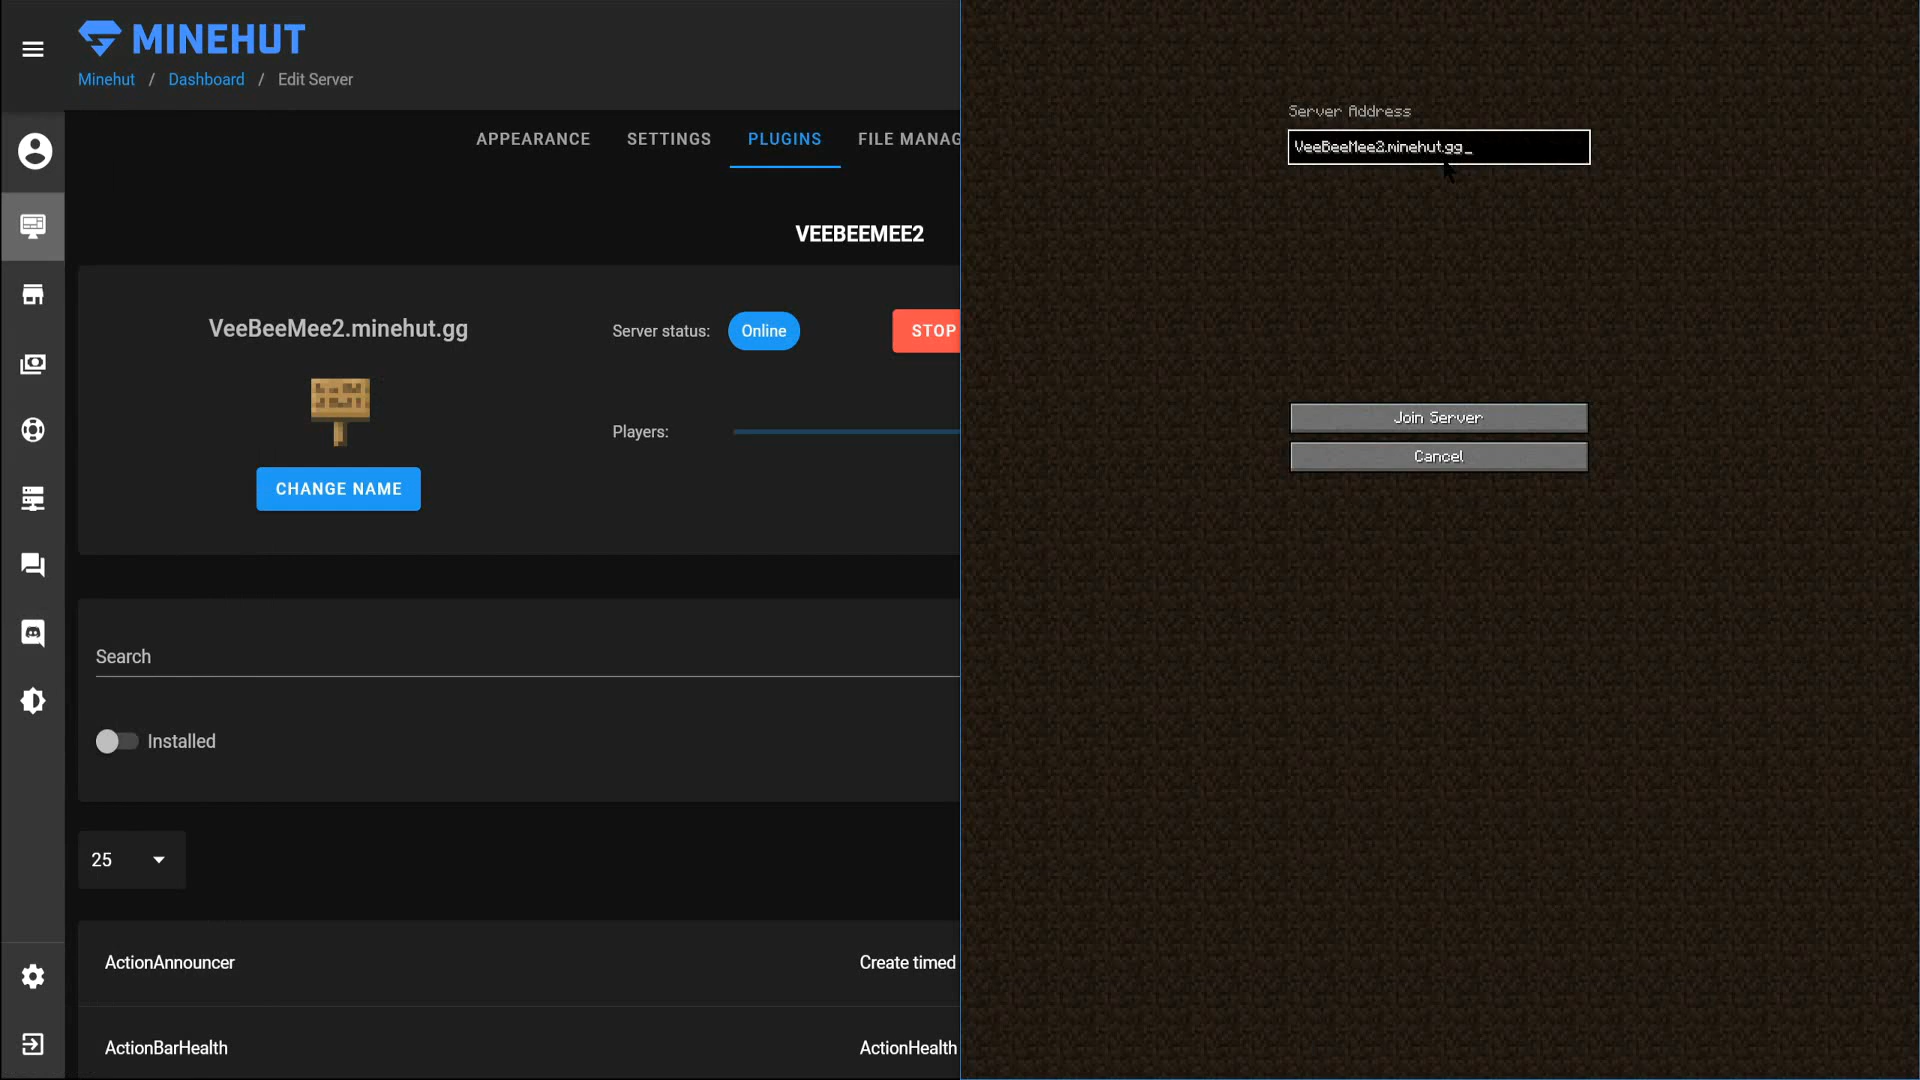 MINEHUT
Minehut / Dashboard / Edit Server
APPEARANCE SETTINGS PLUGINS FILE MANAG
VEEBEEMEE2
VeeBeeMee2.minehut.gg
Server status: Online STOP
Players:
CHANGE NAME
Search
Installed
25
ActionAnnouncer Create timed
ActionBarHealth ActionHealth
Server Address
VeeBeeMee2.minehut.gg_
Join Server
Cancel